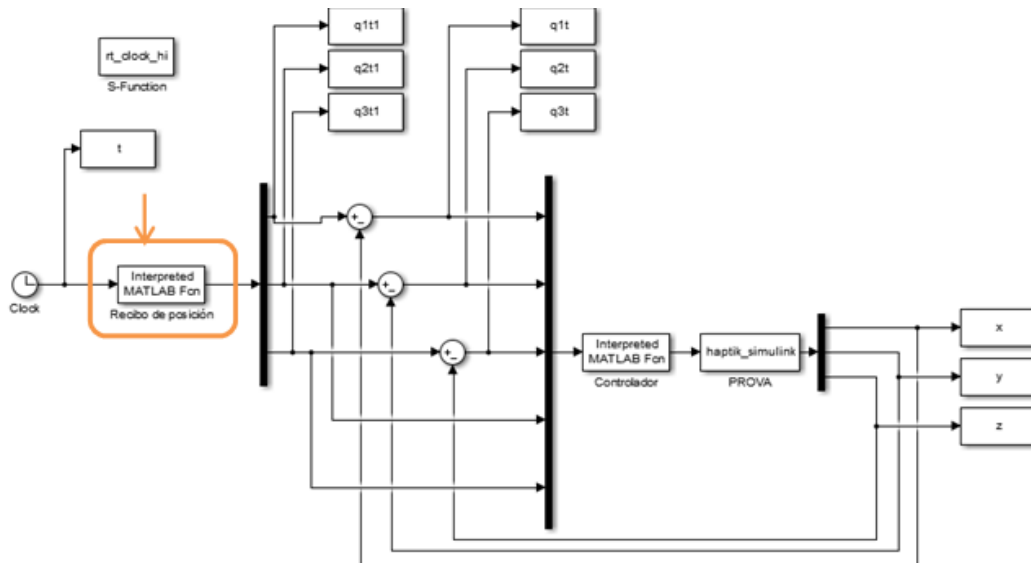 q1t1
q1t
rt_clock_hi
q2t1
q2t
S-Function
q3t1
q3t
t
+
-
Interpreted
MATLAB Fcn
Recibo de posición
Clock
+
-
+
-
Interpreted
MATLAB Fcn
Controlador
haptik_simulink
PROVA
x
y
z